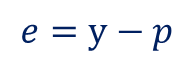 e = y − p